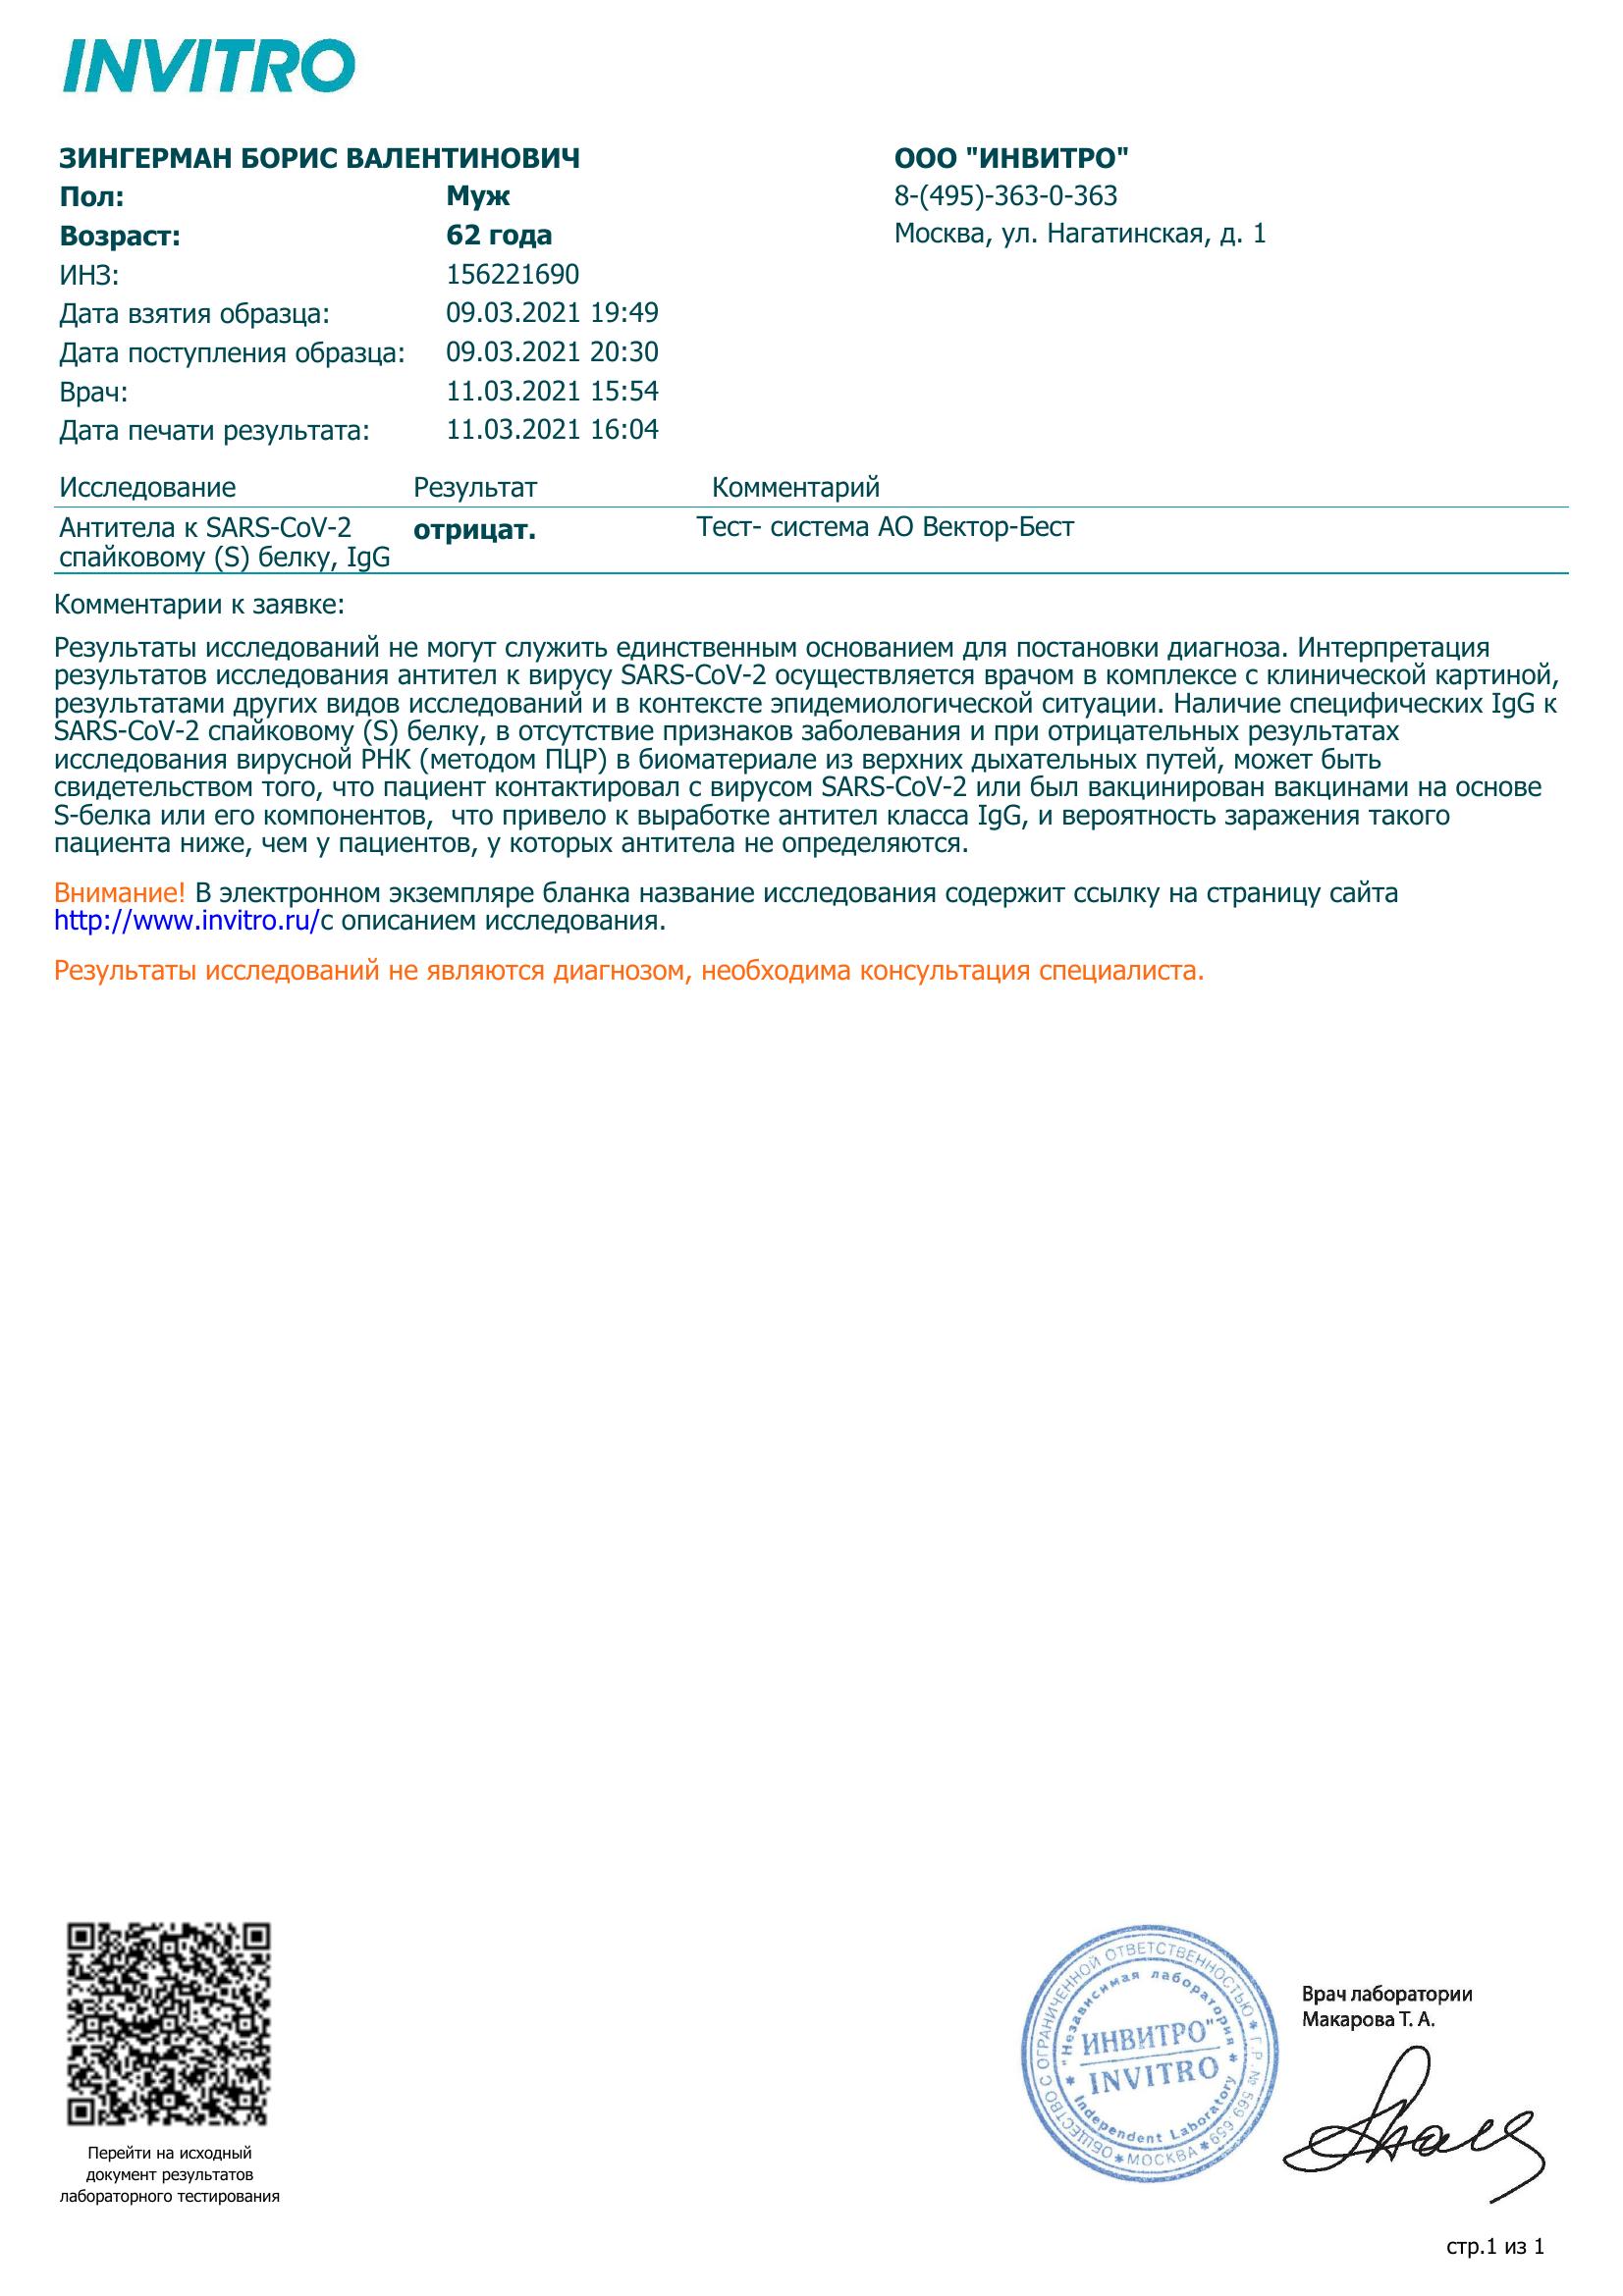 INVITRO
ЗИНГЕРМАН БОРИС ВАЛЕНТИНОВИЧ
Пол: Муж
Возраст: 62 года
ИНЗ: 156221690
Дата взятия образца: 09.03.2021 19:49
Дата поступления образца: 09.03.2021 20:30
Врач: 11.03.2021 15:54
Дата печати результата: 11.03.2021 16:04
ООО "ИНВИТРО"
8-(495)-363-0-363
Москва, ул. Нагатинская, д. 1
Исследование Результат Комментарий
Антитела к SARS-CoV-2 отрицат. Тест- система АО Вектор-Бест
спайковому (S) белку, IgG
Комментарии к заявке:
Результаты исследований не могут служить единственным основанием для постановки диагноза. Интерпретация
результатов исследования антител к вирусу SARS-CoV-2 осуществляется врачом в комплексе с клинической картиной,
результатами других видов исследований и в контексте эпидемиологической ситуации. Наличие специфических IgG к
SARS-CoV-2 спайковому (S) белку, в отсутствие признаков заболевания и при отрицательных результатах
исследования вирусной РНК (методом ПЦР) в биоматериале из верхних дыхательных путей, может быть
свидетельством того, что пациент контактировал с вирусом SARS-CoV-2 или был вакцинирован вакцинами на основе
S-белка или его компонентов, что привело к выработке антител класса IgG, и вероятность заражения такого
пациента ниже, чем у пациентов, у которых антитела не определяются.
Внимание! В электронном экземпляре бланка название исследования содержит ссылку на страницу сайта
http://www.invitro.ru/с описанием исследования.
Результаты исследований не являются диагнозом, необходима консультация специалиста.
Перейти на исходный
документ результатов
лабораторного тестирования
ОБЩЕСТВО С ОГРАНИЧЕННОЙ ОТВЕТСТВЕННОСТЬЮ * Г.Р. № 569.659 * МОСКВА *
"Независимая лаборатория
ИНВИТРО"
INVITRO
* Independent Laboratory *
Врач лаборатории
Макарова Т. А.
стр.1 из 1